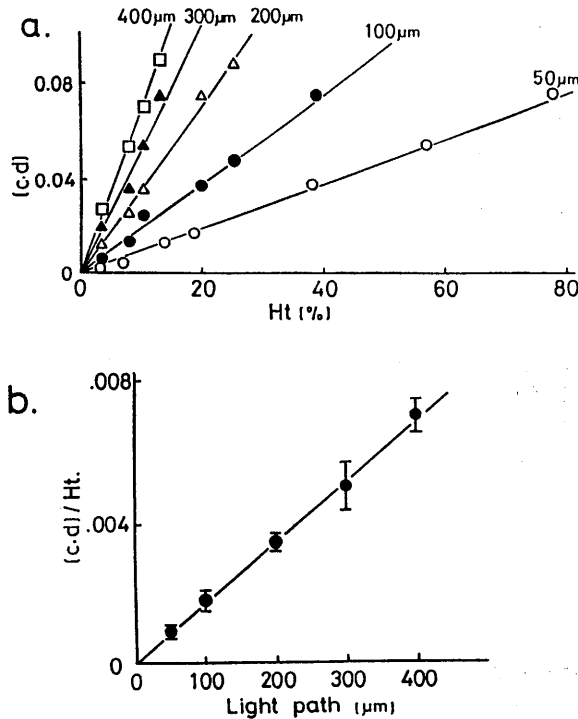 a.
400µm 300µm 200µm
100µm
50µm
0.08
0.04
0
(c·d)
0 20 40 60 80
Ht (%)
b.
.008
.004
0
(c·d)/Ht.
0 100 200 300 400
Light path (µm)